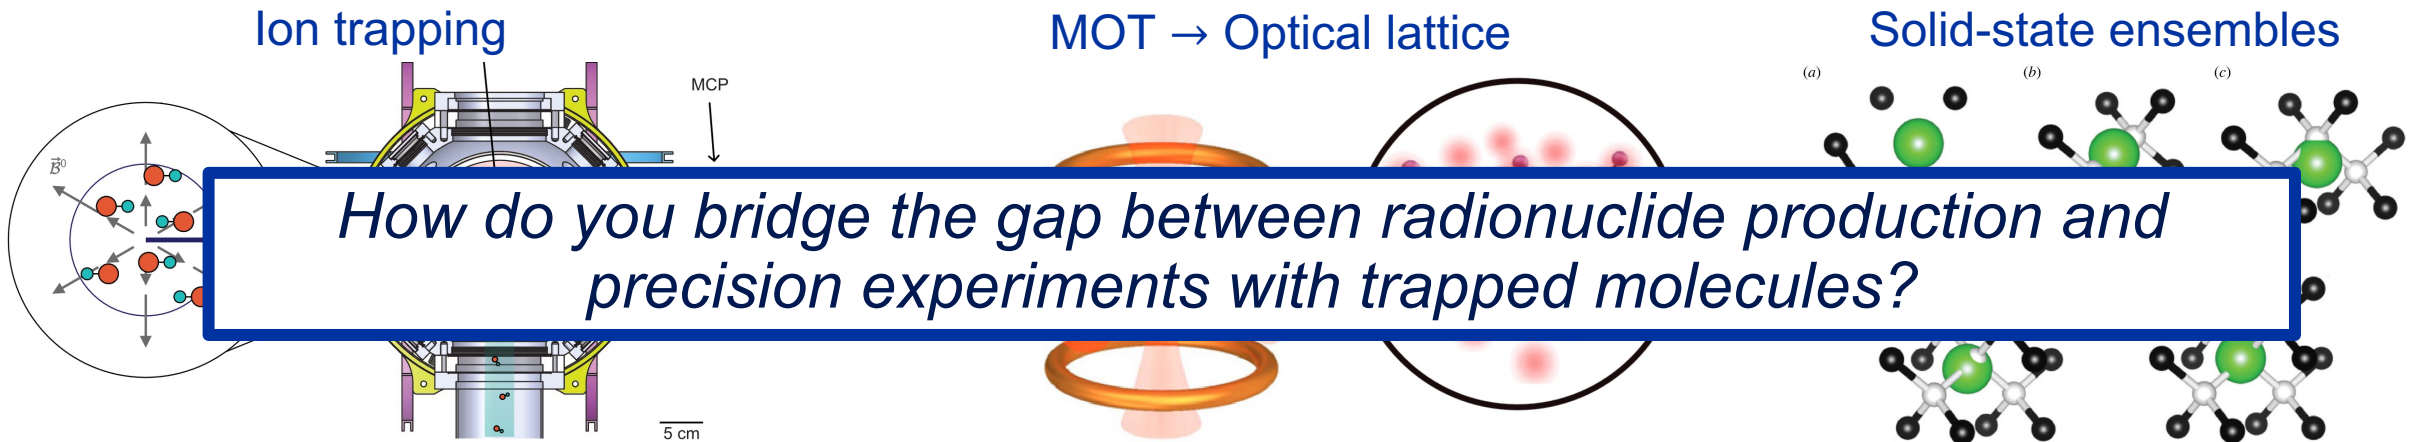 Ion trapping
MOT → Optical lattice
Solid-state ensembles
MCP
(a)
(b)
(c)
How do you bridge the gap between radionuclide production and
precision experiments with trapped molecules?
5 cm